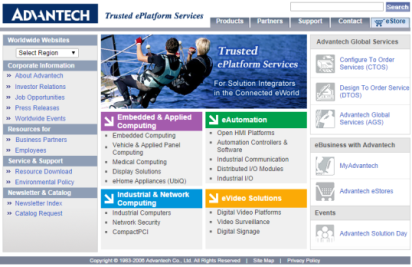 ADVANTECH
Trusted ePlatform Services
Search
Products
Partners
Support
Contact
eStore
Worldwide Websites
Select Region
Corporate Information
About Advantech
Investor Relations
Job Opportunities
Press Releases
Worldwide Events
Resources for
Business Partners
Employees
Service & Support
Resource Download
Environmental Policy
Newsletter & Catalog
Newsletter Index
Catalog Request
Trusted
ePlatform Services
For Solution Integrators
in the Connected eWorld
Embedded & Applied
Computing
Embedded Computing
Vehicle & Applied Panel
Computing
Medical Computing
Display Solutions
eHome Appliances (UbiQ)
eAutomation
Open HMI Platforms
Automation Controllers &
Software
Industrial Communication
Distributed I/O Modules
Industrial I/O
Industrial & Network
Computing
Industrial Computers
Network Security
CompactPCI
eVideo Solutions
Digital Video Platforms
Video Surveillance
Digital Signage
Advantech Global Services
Configure To Order
Services (CTOS)
Design To Order Service
(DTOS)
Advantech Global
Services (AGS)
eBusiness with Advantech
MyAdvantech
Advantech eStores
Events
Advantech Solution Day
Copyright © 1983-2006 Advantech Co., Ltd. All Rights Reserved | Site Map | Privacy Policy